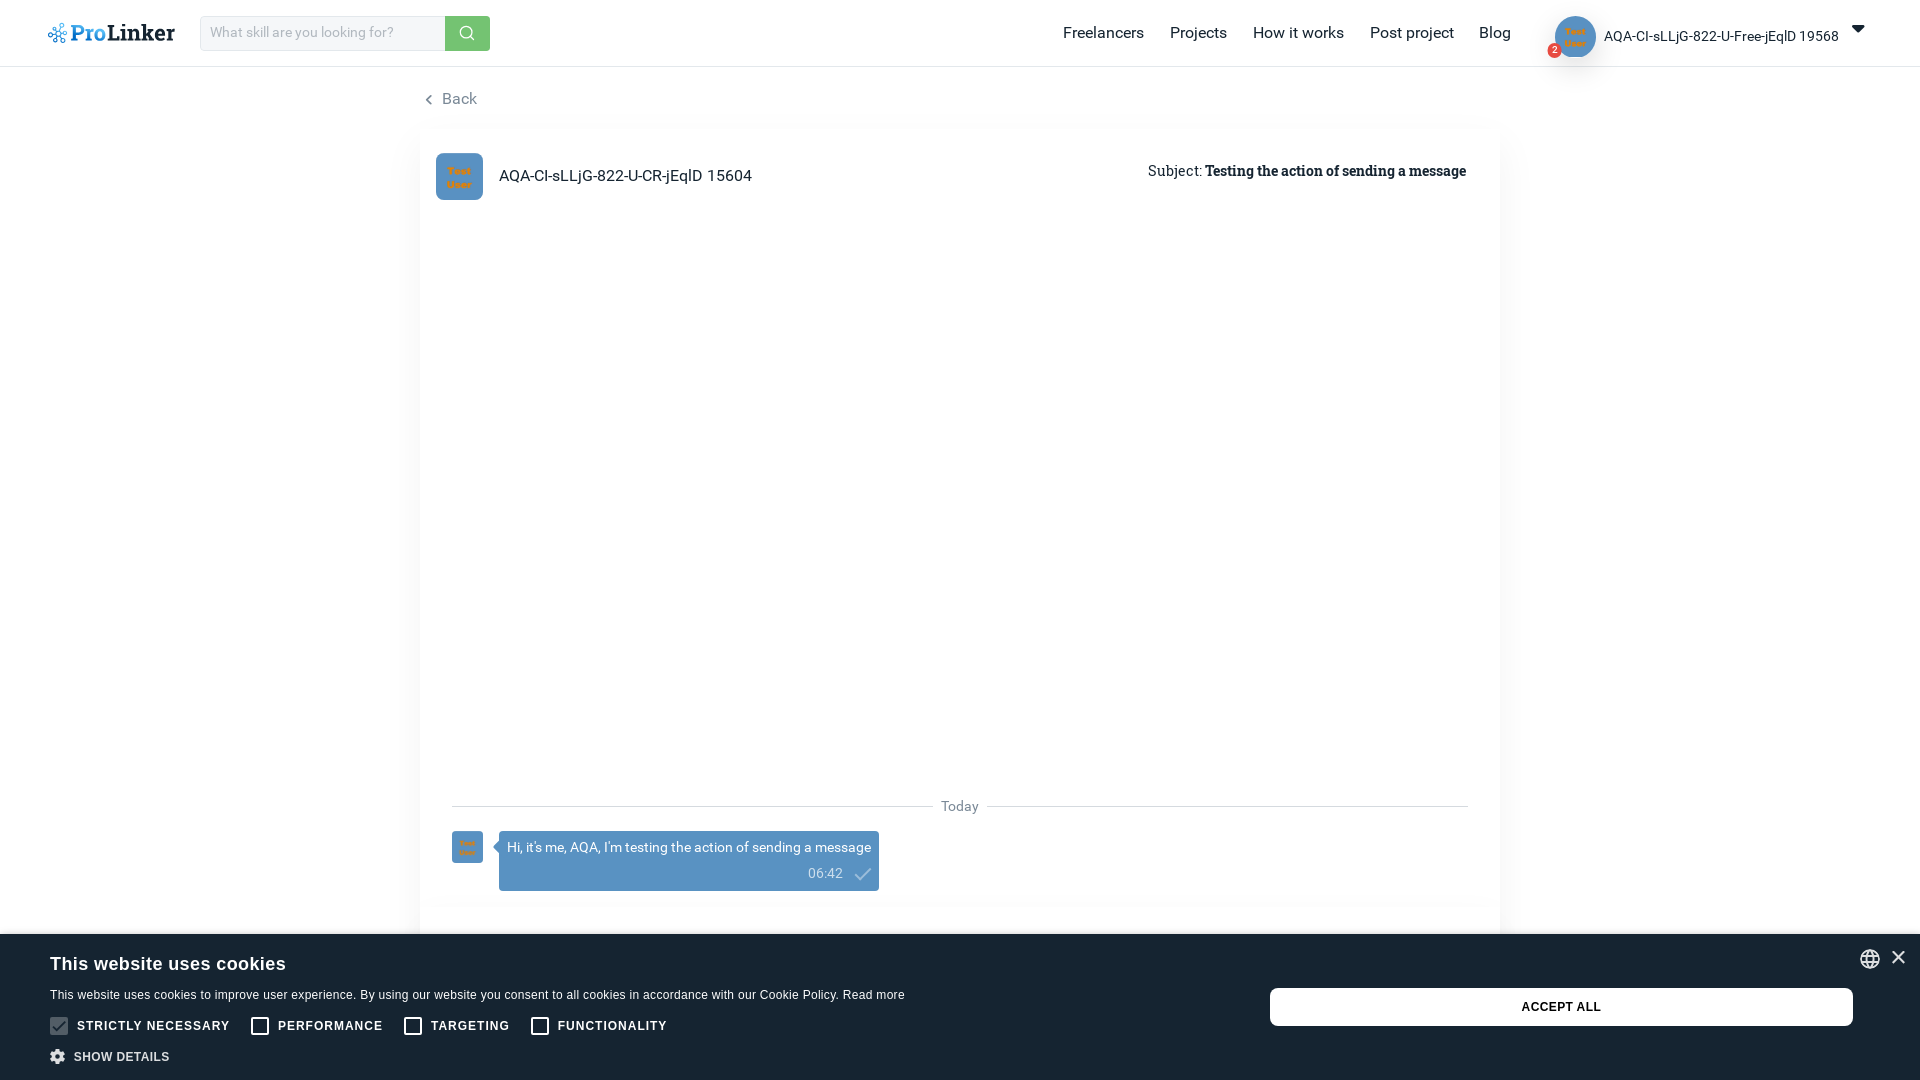 ProLinker
What skill are you looking for?
Freelancers
Projects
How it works
Post project
Blog
Test
User
2
AQA-CI-sLLjG-822-U-Free-jEqlD 19568
Back
Test
User
AQA-CI-sLLjG-822-U-CR-jEqlD 15604
Subject: Testing the action of sending a message
Today
Test
User
Hi, it's me, AQA, I'm testing the action of sending a message
06:42
This website uses cookies
This website uses cookies to improve user experience. By using our website you consent to all cookies in accordance with our Cookie Policy. Read more
STRICTLY NECESSARY
PERFORMANCE
TARGETING
FUNCTIONALITY
SHOW DETAILS
ACCEPT ALL